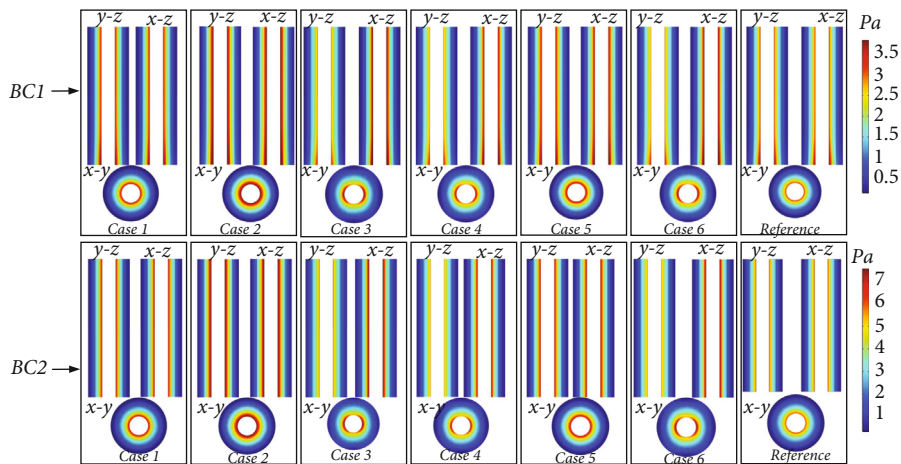 y-z x-z y-z x-z y-z x-z y-z x-z y-z x-z y-z x-z y-z x-z Pa
3.5
3
BC1
2.5
2
1.5
1
0.5
x-y x-y x-y x-y x-y x-y x-y
Case 1 Case 2 Case 3 Case 4 Case 5 Case 6 Reference
y-z x-z y-z x-z y-z x-z y-z x-z y-z x-z y-z x-z y-z x-z Pa
7
6
5
4
BC2
3
2
1
x-y x-y x-y x-y x-y x-y x-y
Case 1 Case 2 Case 3 Case 4 Case 5 Case 6 Reference